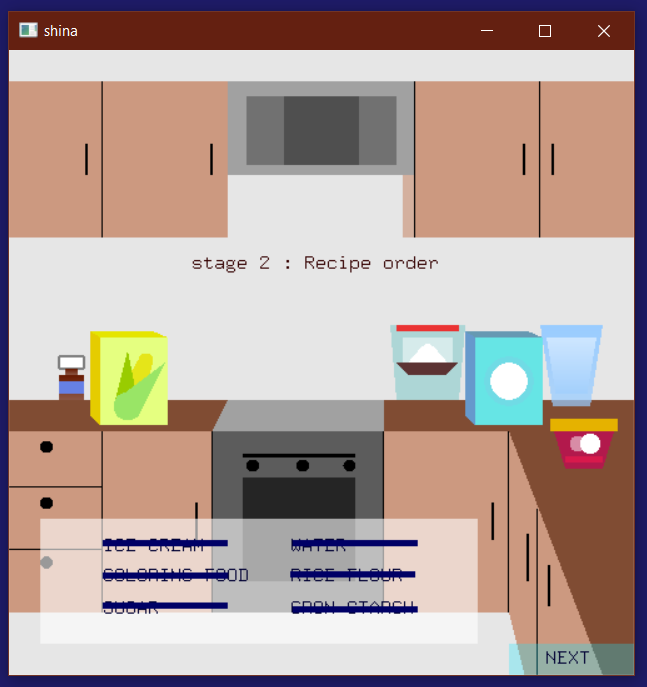 shina
stage 2 : Recipe order
ICE CREAM WATER
COLORING FOOD RICE FLOUR
SUGAR CRON STARCH
NEXT